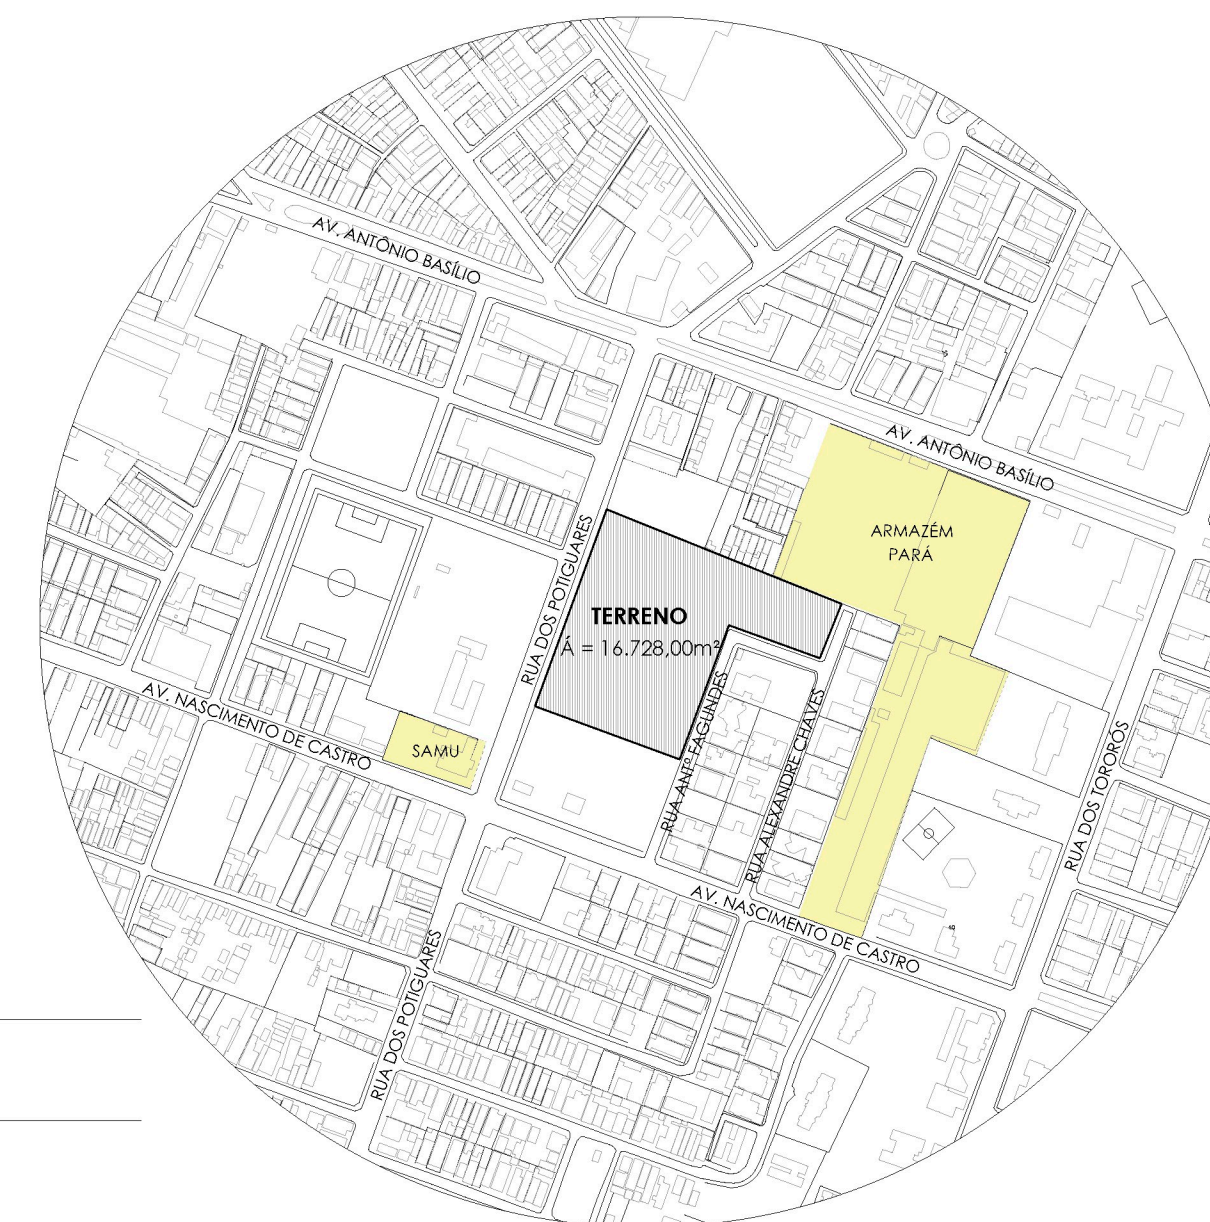 AV. ANTÔNIO BASÍLIO
AV. ANTÔNIO BASÍLIO
ARMAZÉM
PARÁ
RUA DOS POTIGUARES
TERRENO
Á = 16.728,00m²
AV. NASCIMENTO DE CASTRO
SAMU
RUA ANTº FAGUNDES
RUA ALEXANDRE CHAVES
RUA DOS TORORÓS
AV. NASCIMENTO DE CASTRO
RUA DOS POTIGUARES